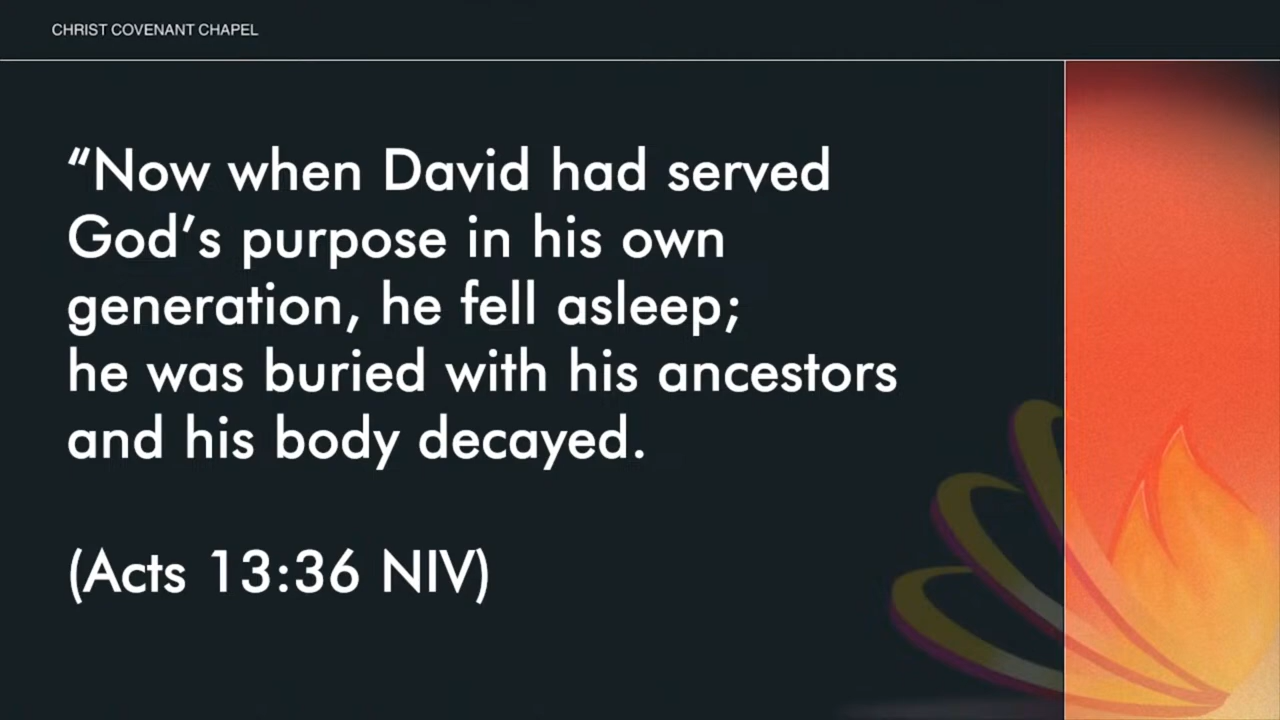 CHRIST COVENANT CHAPEL
“Now when David had served
God’s purpose in his own
generation, he fell asleep;
he was buried with his ancestors
and his body decayed.
(Acts 13:36 NIV)